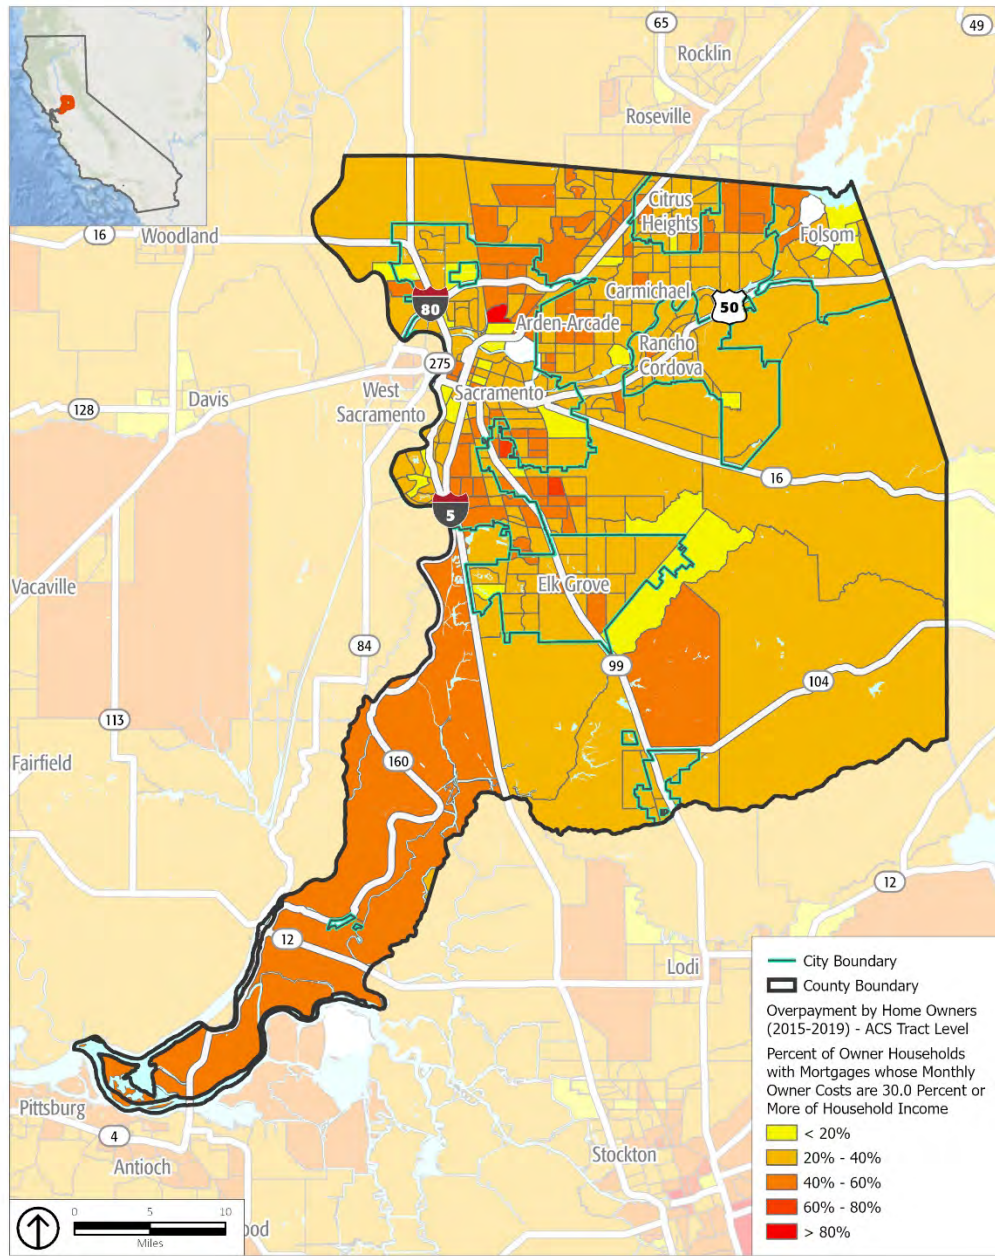 65
49
Rocklin
Roseville
16
Woodland
Citrus
Heights
Folsom
Carmichael
80
50
Arden-Arcade
Rancho
Cordova
275
West
Sacramento
Sacramento
Davis
128
16
5
Elk Grove
Vacaville
84
99
104
113
160
Fairfield
12
12
Lodi
Pittsburg
4
Antioch
Stockton
City Boundary
County Boundary
Overpayment by Home Owners
(2015-2019) - ACS Tract Level
Percent of Owner Households
with Mortgages whose Monthly
Owner Costs are 30.0 Percent or
More of Household Income
< 20%
20% - 40%
40% - 60%
60% - 80%
> 80%
0 5 10
Miles
ood